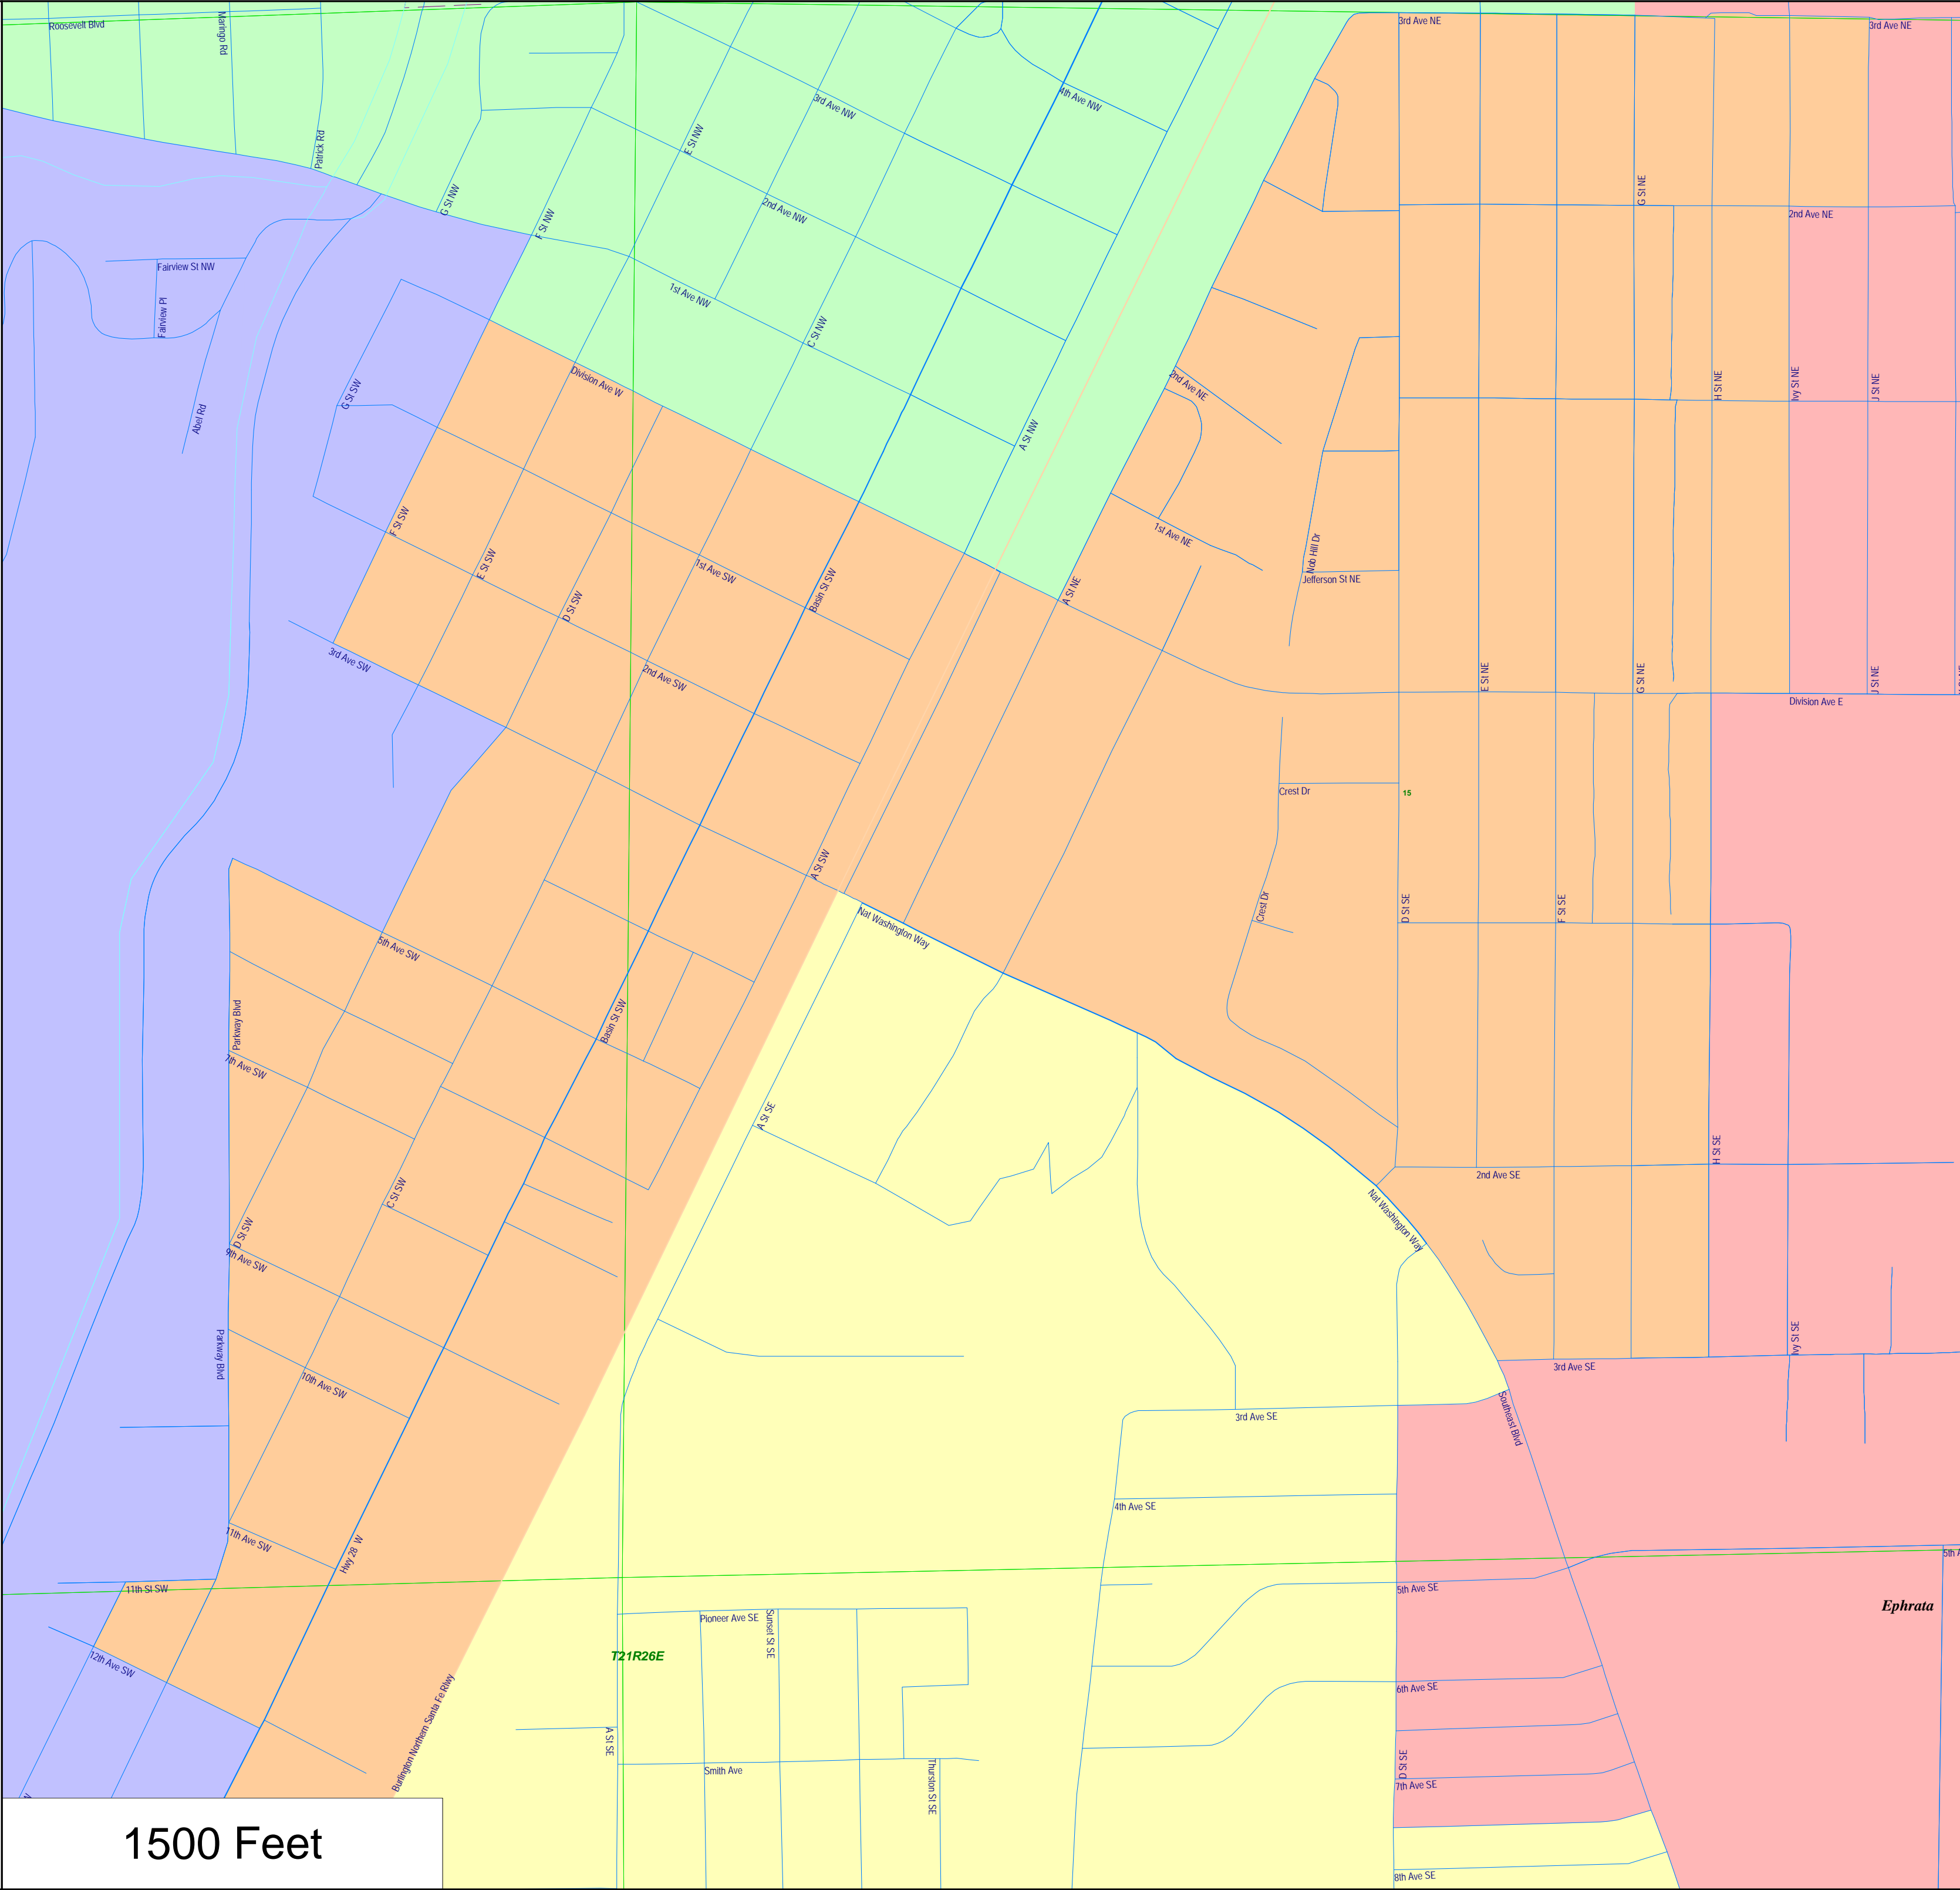 Roosevelt Blvd
Maringo Rd
3rd Ave NE
3rd Ave NE
3rd Ave NW
4th Ave NW
E St NW
Patrick Rd
G St NW
F St NW
2nd Ave NW
G St NE
2nd Ave NE
Fairview St NW
Fairview Pl
1st Ave NW
C St NW
Division Ave W
G St SW
Abel Rd
2nd Ave NE
H St NE
Ivy St NE
J St NE
A St NW
F St SW
1st Ave NE
Nob Hill Dr
Jefferson St NE
E St SW
1st Ave SW
Basin St SW
D St SW
A St NE
3rd Ave SW
2nd Ave SW
E St NE
G St NE
J St NE
Division Ave E
Crest Dr
15
A St SW
Crest Dr
D St SE
F St SE
Nat Washington Way
5th Ave SW
Parkway Blvd
Basin St SW
7th Ave SW
A St SE
H St SE
2nd Ave SE
C St SW
D St SW
Nat Washington Way
9th Ave SW
Parkway Blvd
Ivy St SE
10th Ave SW
3rd Ave SE
3rd Ave SE
Southeast Blvd
4th Ave SE
11th Ave SW
Hwy 28 W
5th A
11th St SW
5th Ave SE
Ephrata
Pioneer Ave SE
Sunset St SE
T21R26E
12th Ave SW
6th Ave SE
Burlington Northern Santa Fe Rlwy
A St SE
Smith Ave
Thurston St SE
D St SE
7th Ave SE
1500 Feet
8th Ave SE